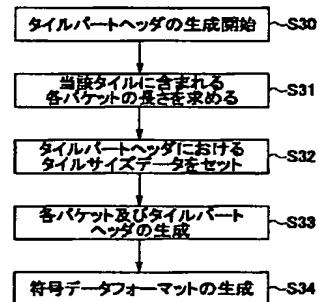 タイルパートヘッダの生成開始
S30
当該タイルに含まれる
各パケットの長さを求める
S31
タイルパートヘッダにおける
タイルサイズデータをセット
S32
各パケット及びタイルパート
ヘッダの生成
S33
符号データフォーマットの生成
S34